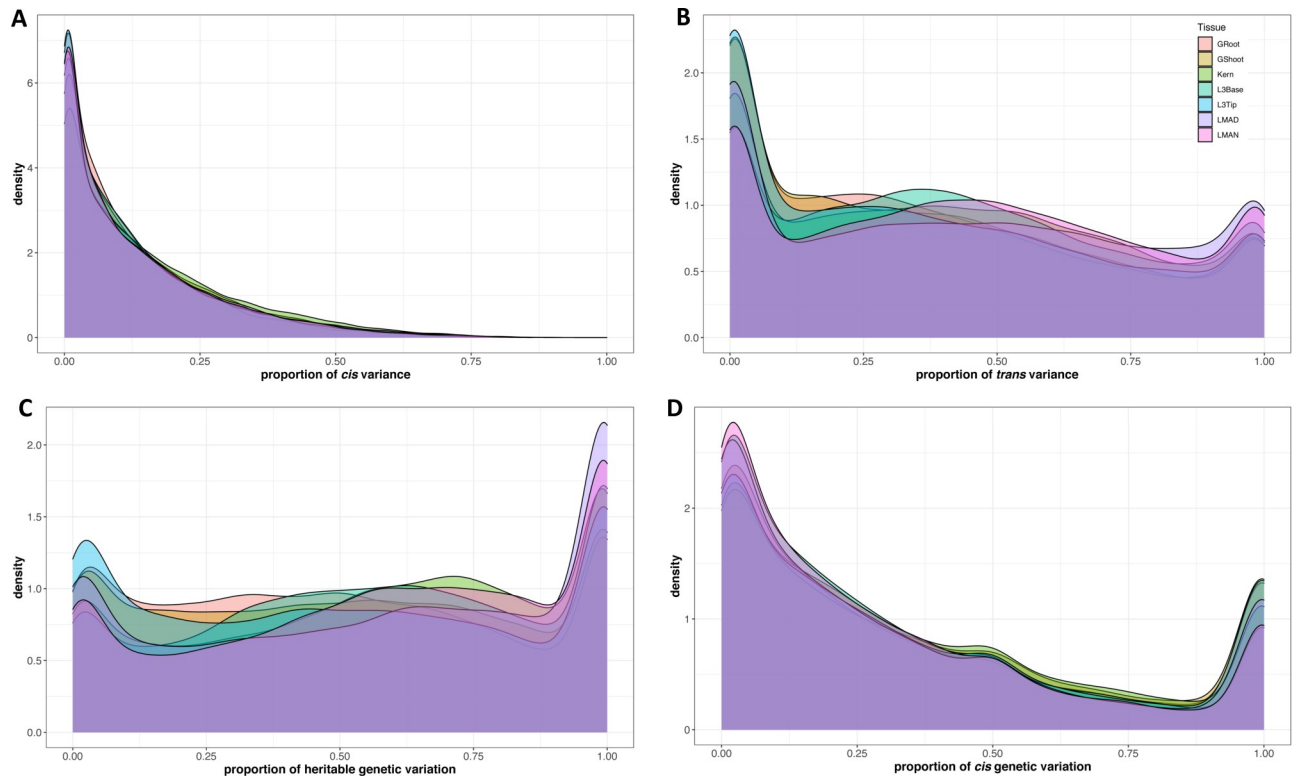 A
6
4
2
0
density
0.00 0.25 0.50 0.75 1.00
proportion of cis variance
B
2.0
1.5
1.0
0.5
0.0
density
0.00 0.25 0.50 0.75 1.00
proportion of trans variance
Tissue
GRoot
GShoot
Kern
L3Base
L3Tip
LMAD
LMAN
C
2.0
1.5
1.0
0.5
0.0
density
0.00 0.25 0.50 0.75 1.00
proportion of heritable genetic variation
D
2
1
0
density
0.00 0.25 0.50 0.75 1.00
proportion of cis genetic variation